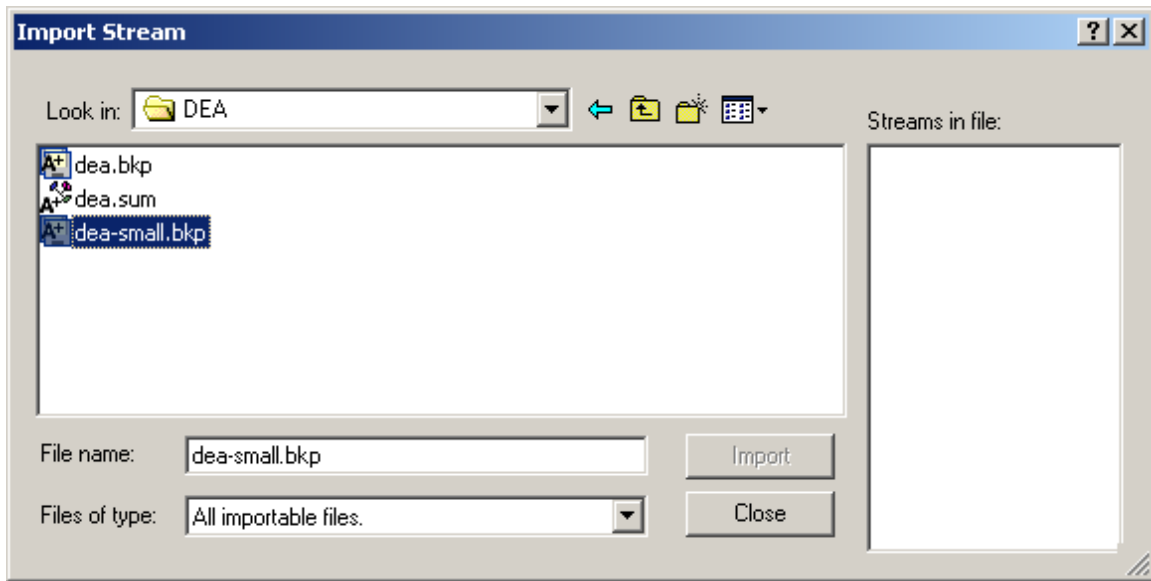 Import Stream
Look in: DEA
Streams in file:
dea.bkp
dea.sum
dea-small.bkp
File name: dea-small.bkp
Import
Files of type: All importable files.
Close